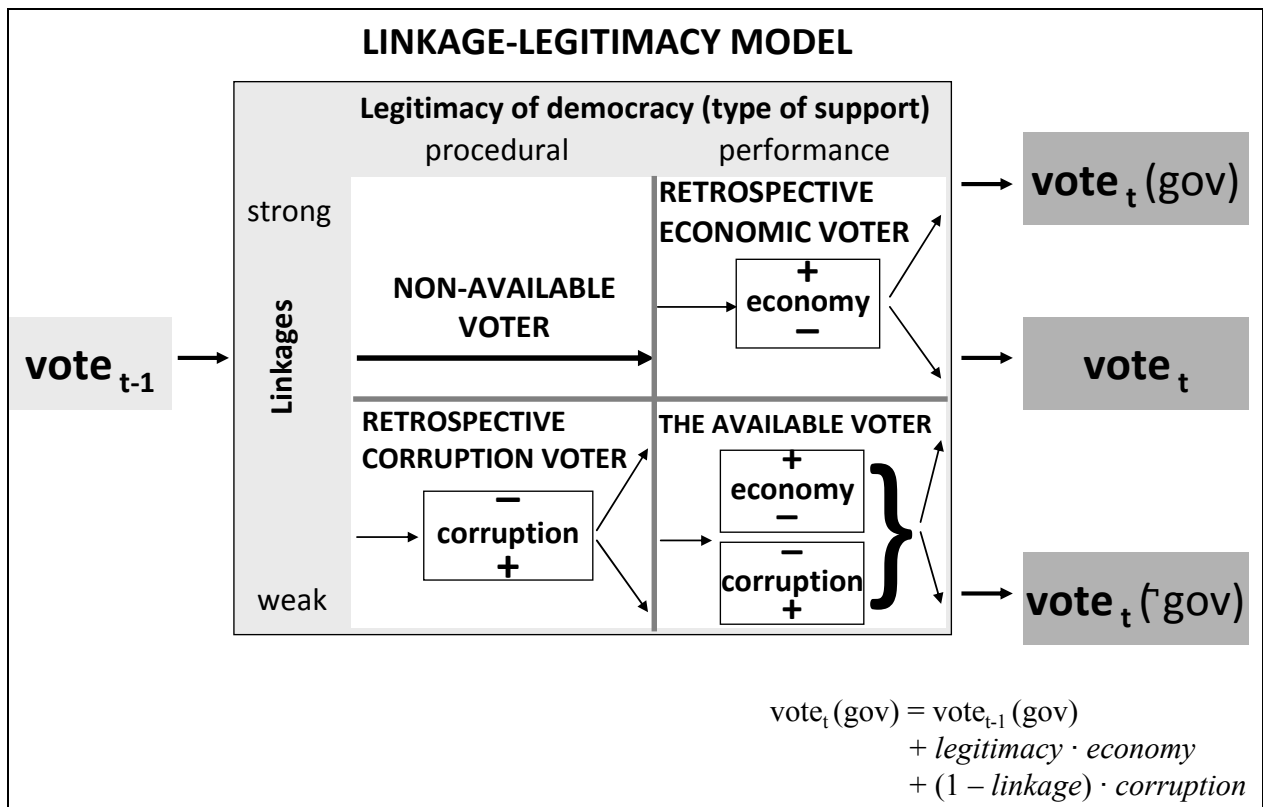 LINKAGE-LEGITIMACY MODEL
Legitimacy of democracy (type of support)
procedural
performance
strong
Linkages
weak
vote t-1
NON-AVAILABLE
VOTER
RETROSPECTIVE
ECONOMIC VOTER
+
economy
–
RETROSPECTIVE
CORRUPTION VOTER
–
corruption
+
THE AVAILABLE VOTER
+
economy
–
–
corruption
+
}
vote t (gov)
vote t
vote t (¬gov)
vote_t (gov) = vote_t-1 (gov)
+ legitimacy · economy
+ (1 – linkage) · corruption